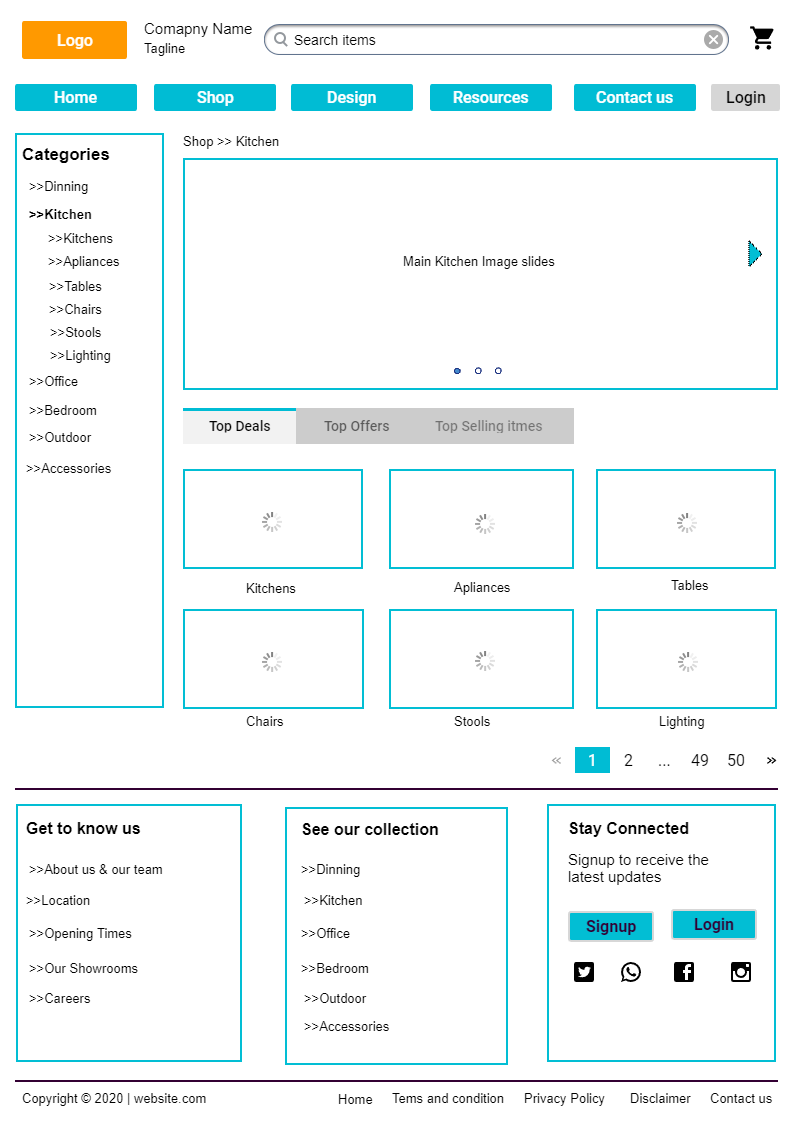 Logo
Comapny Name
Tagline
Search items
Home
Shop
Design
Resources
Contact us
Login
Categories
>>Dinning
>>Kitchen
>>Kitchens
>>Apliances
>>Tables
>>Chairs
>>Stools
>>Lighting
>>Office
>>Bedroom
>>Outdoor
>>Accessories
Shop >> Kitchen
Main Kitchen Image slides
Top Deals
Top Offers
Top Selling itmes
Kitchens
Apliances
Tables
Chairs
Stools
Lighting
« 1 2 ... 49 50 »
Get to know us
>>About us & our team
>>Location
>>Opening Times
>>Our Showrooms
>>Careers
See our collection
>>Dinning
>>Kitchen
>>Office
>>Bedroom
>>Outdoor
>>Accessories
Stay Connected
Signup to receive the
latest updates
Signup
Login
Copyright © 2020 | website.com
Home
Tems and condition
Privacy Policy
Disclaimer
Contact us